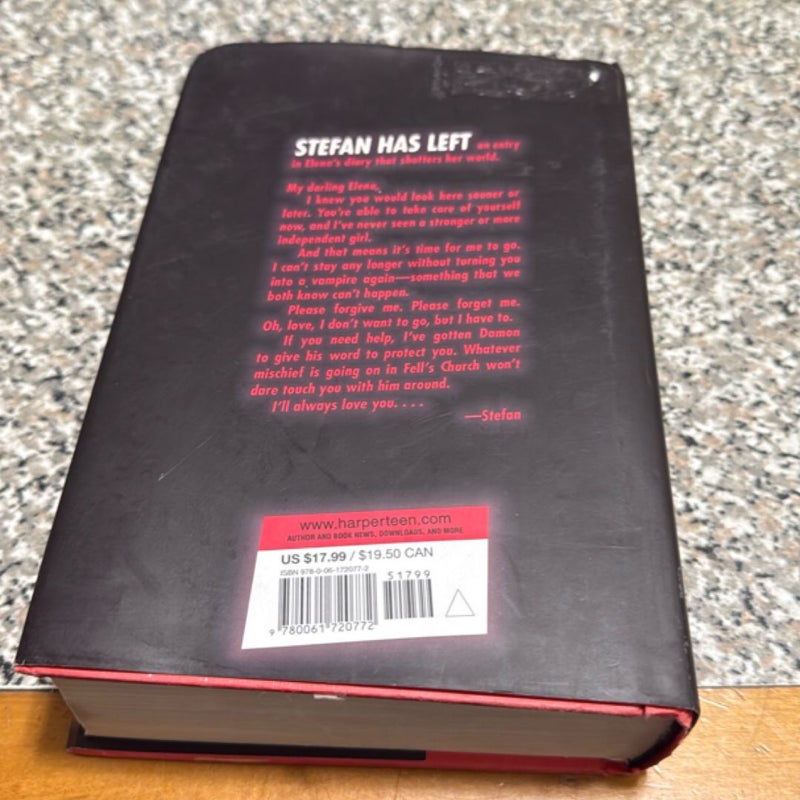 STEFAN HAS LEFT an entry
in Elena's diary that shatters her world.
My darling Elena,
I knew you would look here sooner or
later. You're able to take care of yourself
now, and I've never seen a stronger or more
independent girl.
And that means it's time for me to go.
I can't stay any longer without turning you
into a vampire again—something that we
both know can't happen.
Please forgive me. Please forget me.
Oh, love, I don't want to go, but I have to.
If you need help, I've gotten Damon
to give his word to protect you. Whatever
mischief is going on in Fell's Church won't
dare touch you with him around.
I'll always love you. . . .
—Stefan
www.harperteen.com
AUTHOR AND BOOK NEWS, DOWNLOADS, AND MORE
US $17.99 / $19.50 CAN
ISBN 978-0-06-172077-2
51799
9 780061 720772